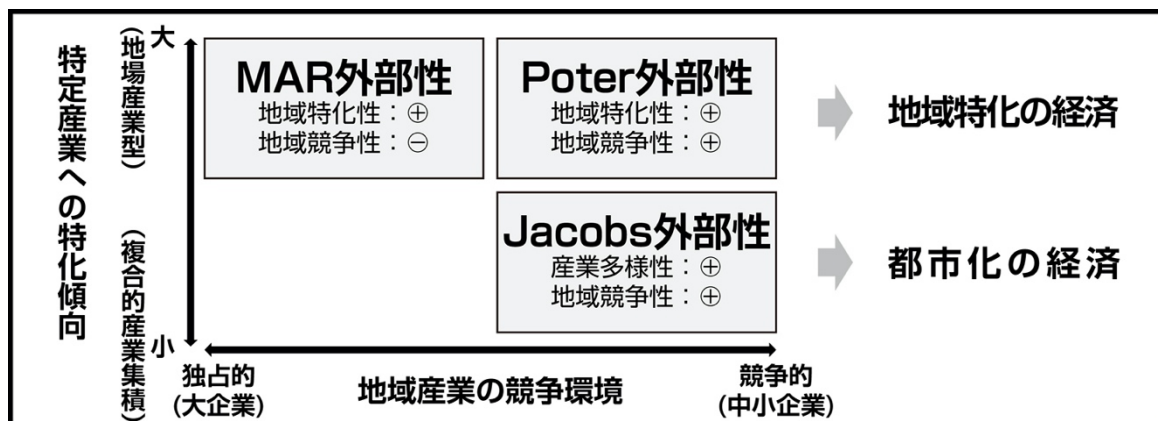 特定産業への特化傾向
(地場産業型)
(複合的産業集積)
大
小
MAR外部性
地域特化性：⊕
地域競争性：⊖
Poter外部性
地域特化性：⊕
地域競争性：⊕
地域特化の経済
Jacobs外部性
産業多様性：⊕
地域競争性：⊕
都市化の経済
独占的
(大企業)
地域産業の競争環境
競争的
(中小企業)